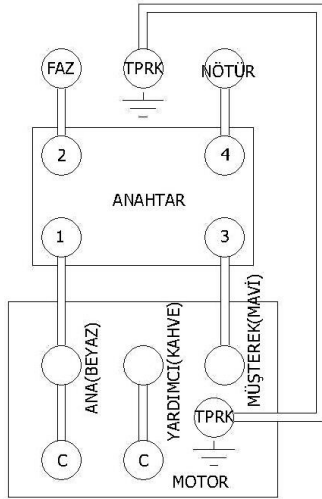 FAZ
TPRK
NÖTÜR
2
4
ANAHTAR
1
3
ANA(BEYAZ)
YARDIMCI(KAHVE)
MÜŞTEREK(MAVİ)
TPRK
C
C
MOTOR